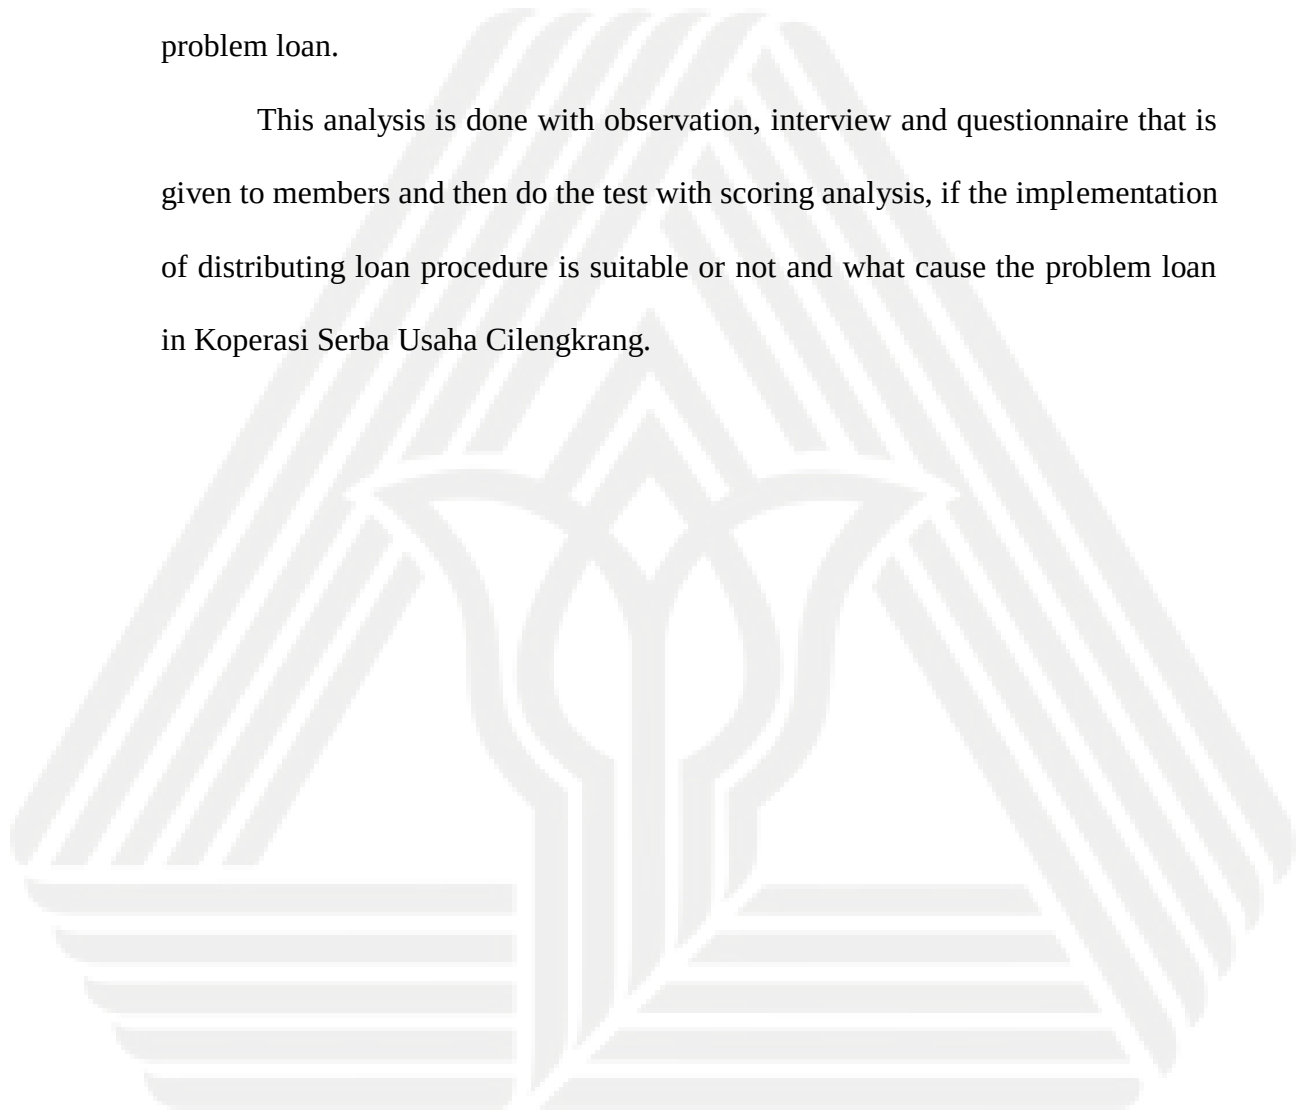 problem loan.
This analysis is done with observation, interview and questionnaire that is
given to members and then do the test with scoring analysis, if the implementation
of distributing loan procedure is suitable or not and what cause the problem loan
in Koperasi Serba Usaha Cilengkrang.